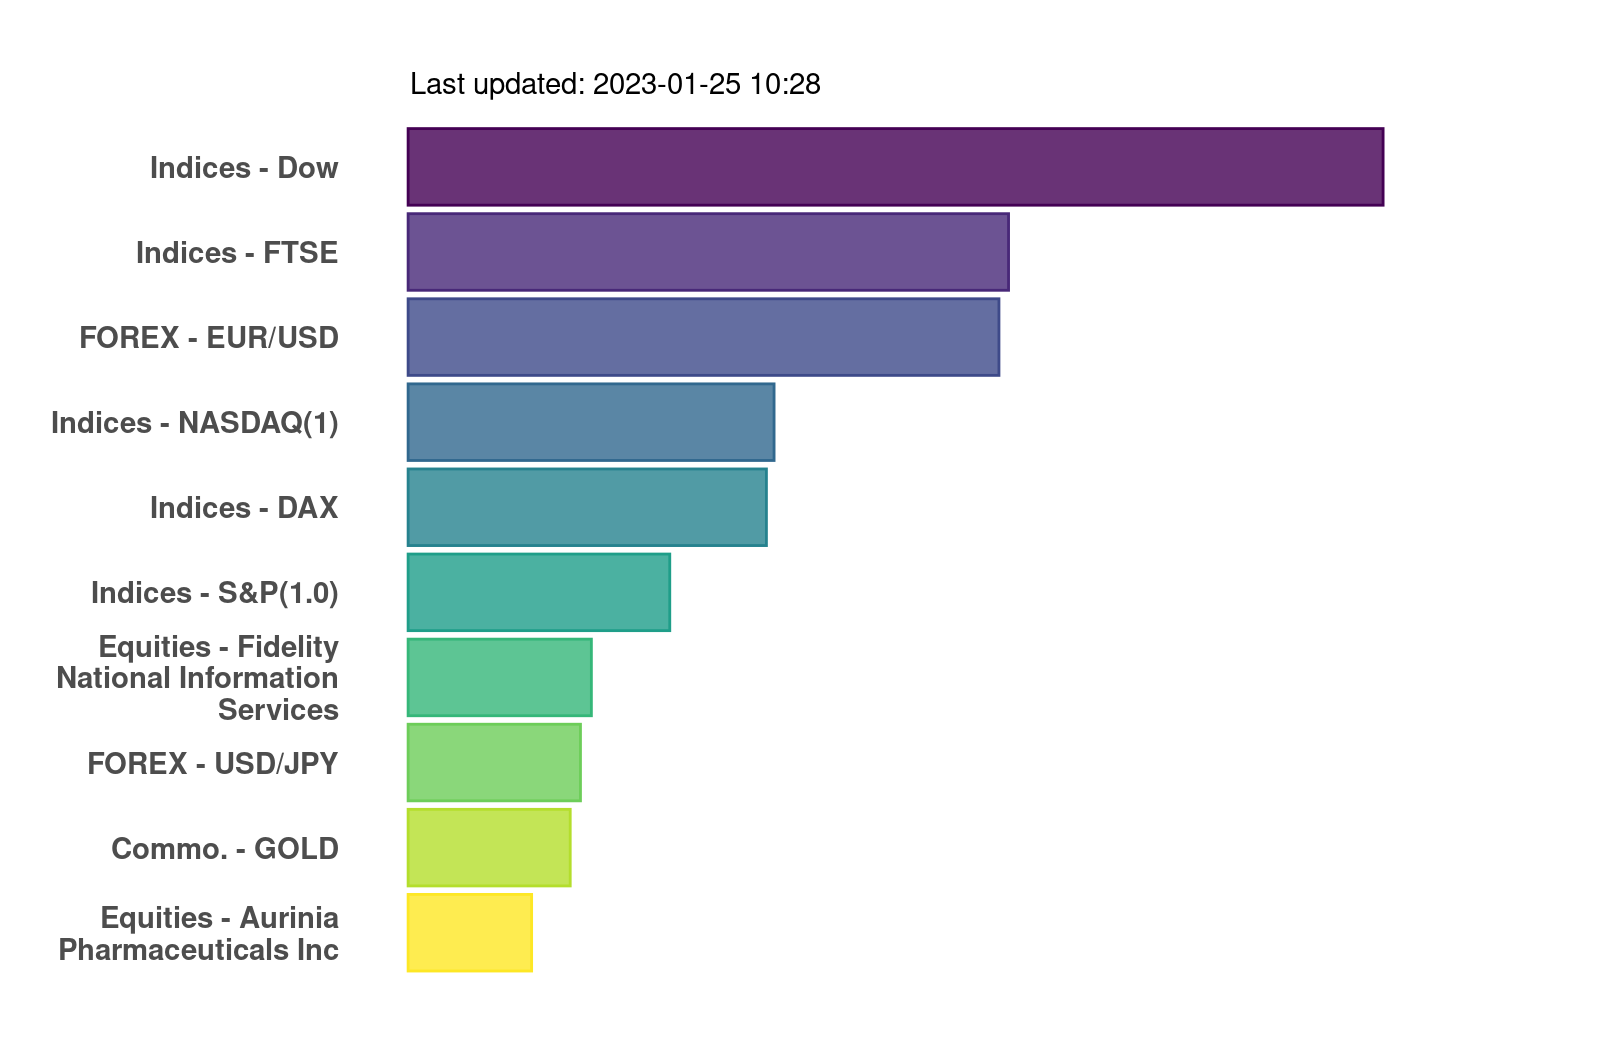 Last updated: 2023-01-25 10:28
Indices - Dow
Indices - FTSE
FOREX - EUR/USD
Indices - NASDAQ(1)
Indices - DAX
Indices - S&P(1.0)
Equities - Fidelity
National Information
Services
FOREX - USD/JPY
Commo. - GOLD
Equities - Aurinia
Pharmaceuticals Inc